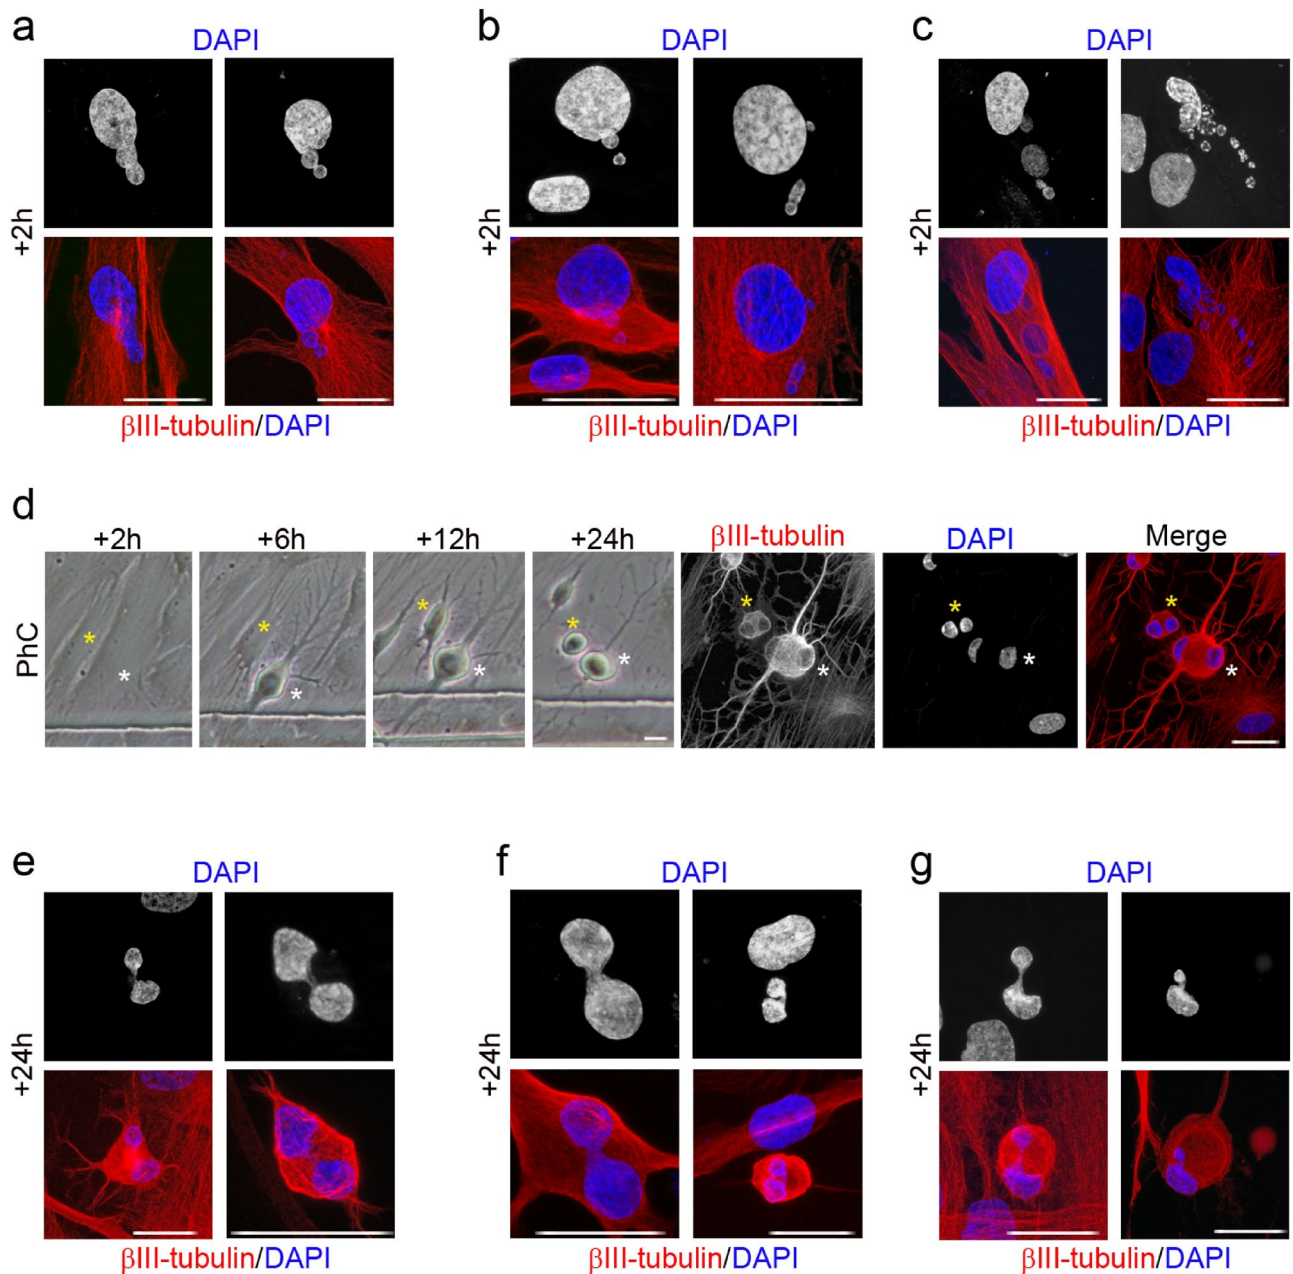 a
DAPI
b
DAPI
c
DAPI
+2h
+2h
+2h
βIII-tubulin/DAPI
βIII-tubulin/DAPI
βIII-tubulin/DAPI
d
+2h
+6h
+12h
+24h
βIII-tubulin
DAPI
Merge
PhC
*
*
*
*
*
*
*
*
*
*
*
*
*
*
e
DAPI
f
DAPI
g
DAPI
+24h
+24h
+24h
βIII-tubulin/DAPI
βIII-tubulin/DAPI
βIII-tubulin/DAPI